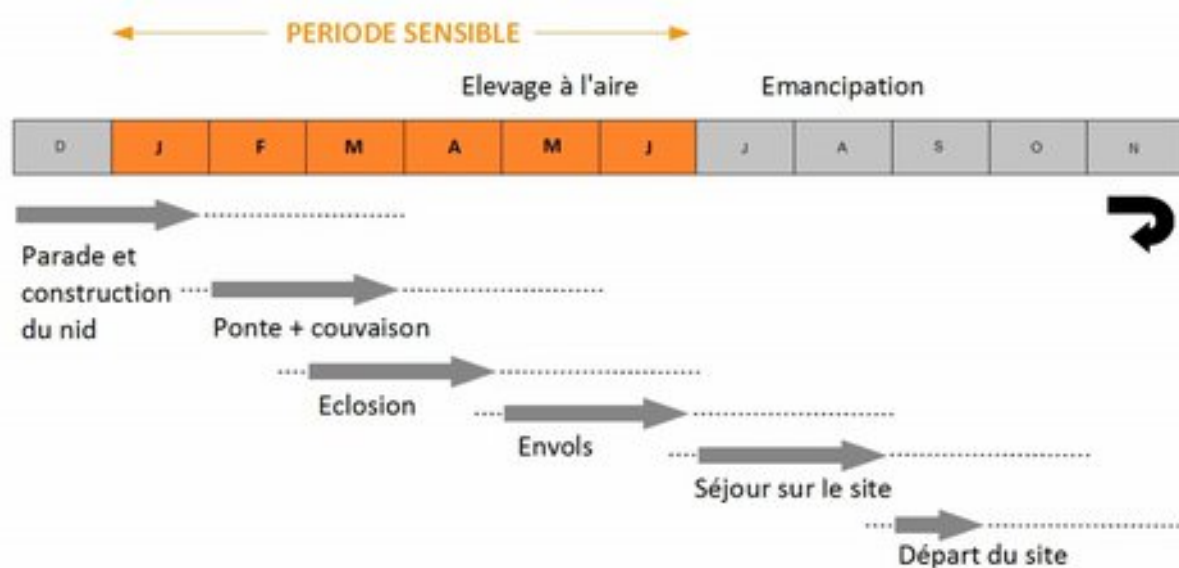 PERIODE SENSIBLE
Elevage à l'aire Emancipation
D J F M A M J J A S O N
Parade et
construction
du nid
Ponte + couvaison
Eclosion
Envols
Séjour sur le site
Départ du site